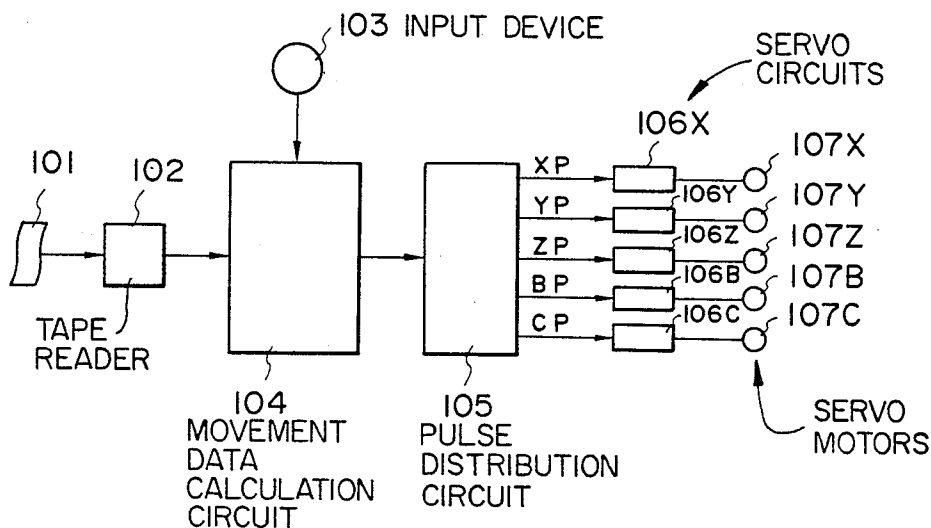 103 INPUT DEVICE
SERVO
CIRCUITS
106X
107X
101
102
XP
106Y
107Y
YP
106Z
107Z
ZP
106B
107B
BP
106C
107C
CP
TAPE
READER
104
MOVEMENT
DATA
CALCULATION
CIRCUIT
105
PULSE
DISTRIBUTION
CIRCUIT
SERVO
MOTORS